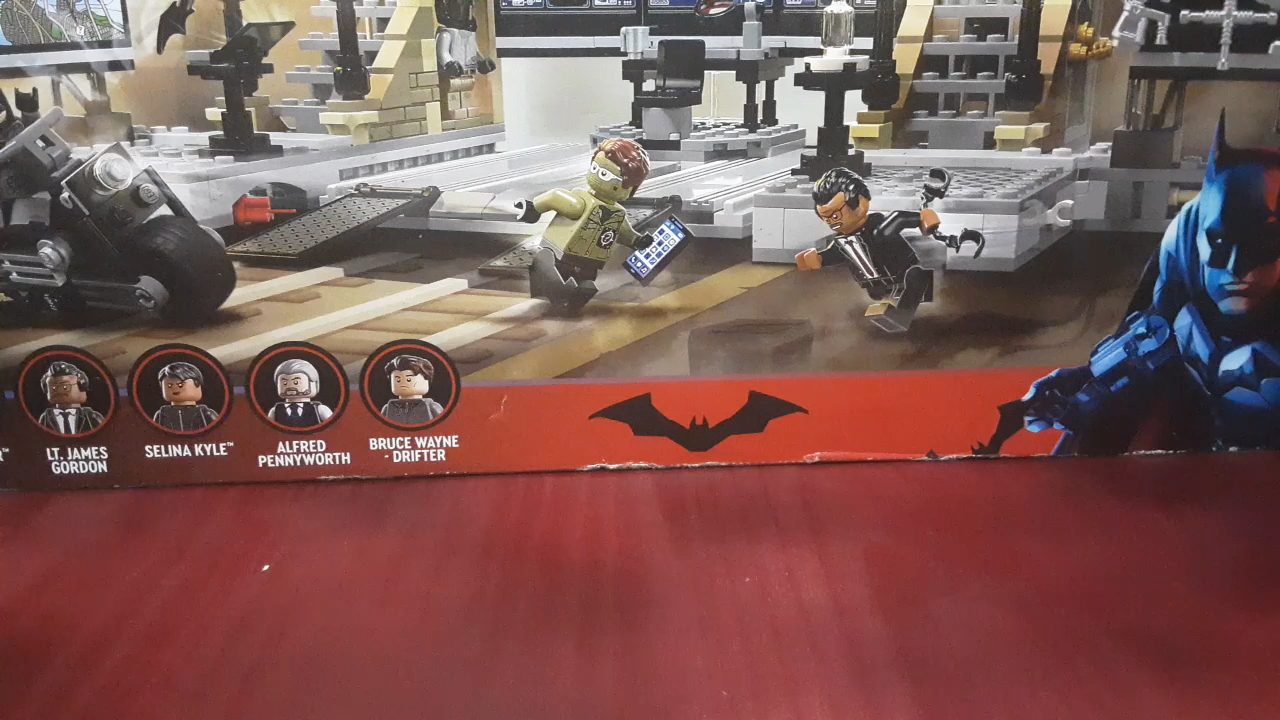 LT. JAMES
GORDON
SELINA KYLE™
ALFRED
PENNYWORTH
BRUCE WAYNE
- DRIFTER